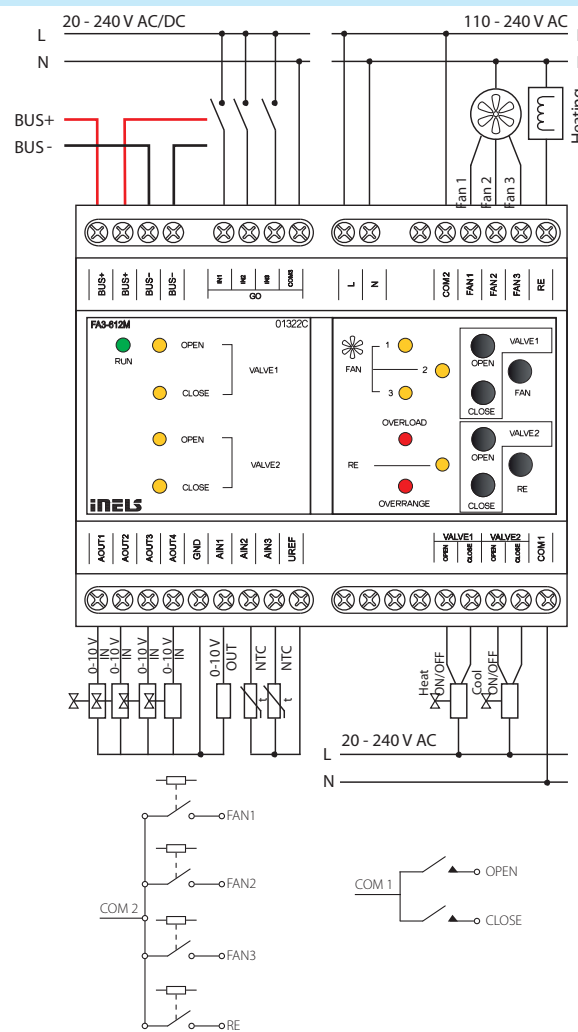 20 - 240 V AC/DC
110 - 240 V AC
L
N
BUS+
BUS -
Fan 1
Fan 2
Fan 3
Heating
BUS+
BUS+
BUS−
BUS−
IN1
IN2
IN3
COM3
GO
L
N
COM2
FAN1
FAN2
FAN3
RE
FA3-612M
01322C
RUN
OPEN
CLOSE
VALVE1
OPEN
CLOSE
VALVE2
FAN
1
2
3
OVERLOAD
RE
OVERRANGE
VALVE1
OPEN
CLOSE
FAN
VALVE2
OPEN
CLOSE
RE
iNELS
AOUT1
AOUT2
AOUT3
AOUT4
GND
AIN1
AIN2
AIN3
UREF
VALVE1
VALVE2
OPEN
CLOSE
OPEN
CLOSE
COM1
0-10 V
IN
0-10 V
IN
0-10 V
IN
0-10 V
IN
0-10 V
OUT
NTC
t
NTC
t
Heat
ON/OFF
Cool
ON/OFF
20 - 240 V AC
L
N
FAN1
FAN2
COM 2
FAN3
RE
COM 1
OPEN
CLOSE